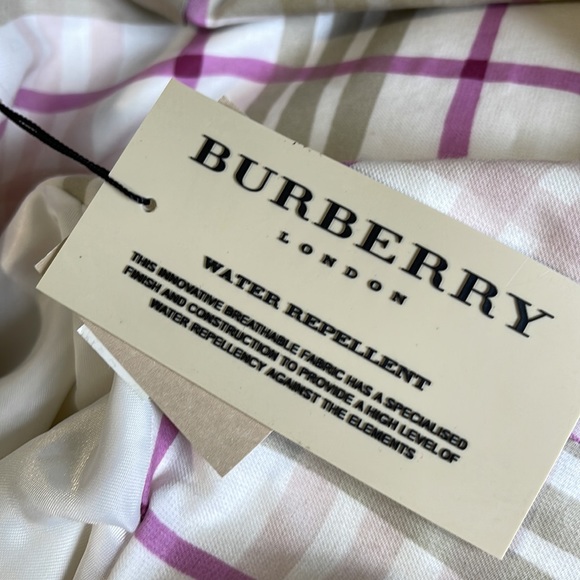 BURBERRY
LONDON
WATER REPELLENT
THIS INNOVATIVE BREATHABLE FABRIC HAS A SPECIALISED
FINISH AND CONSTRUCTION TO PROVIDE A HIGH LEVEL OF
WATER REPELLENCY AGAINST THE ELEMENTS